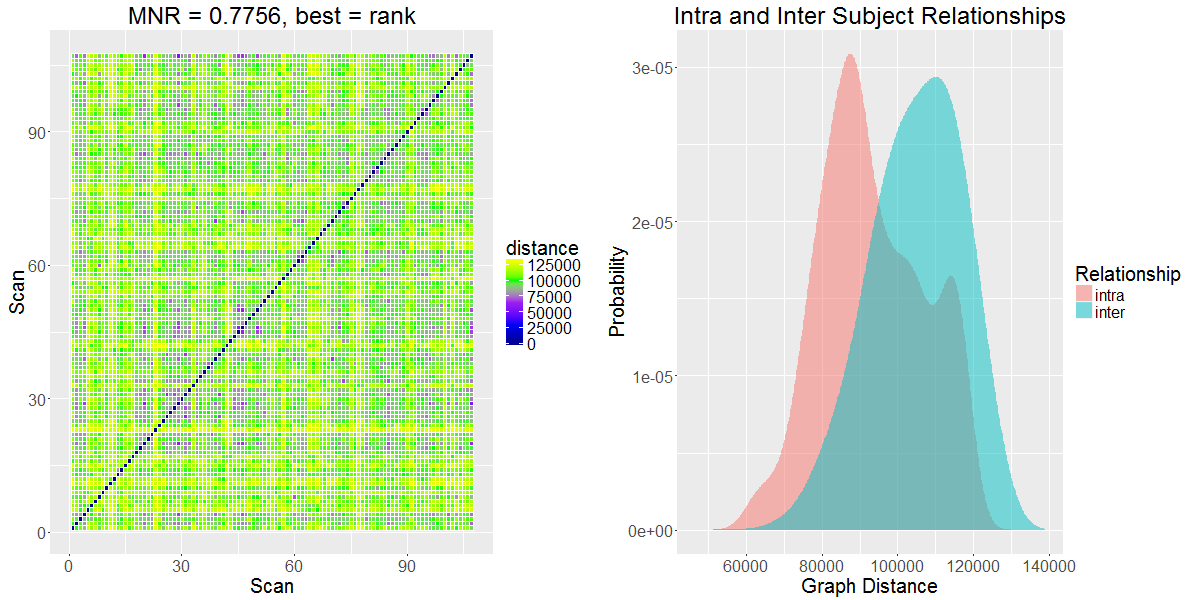 MNR = 0.7756, best = rank
Scan
90
60
30
0
0 30 60 90
Scan
distance
125000
100000
75000
50000
25000
0
Intra and Inter Subject Relationships
Probability
3e-05
2e-05
1e-05
0e+00
60000 80000 100000 120000 140000
Graph Distance
Relationship
intra
inter